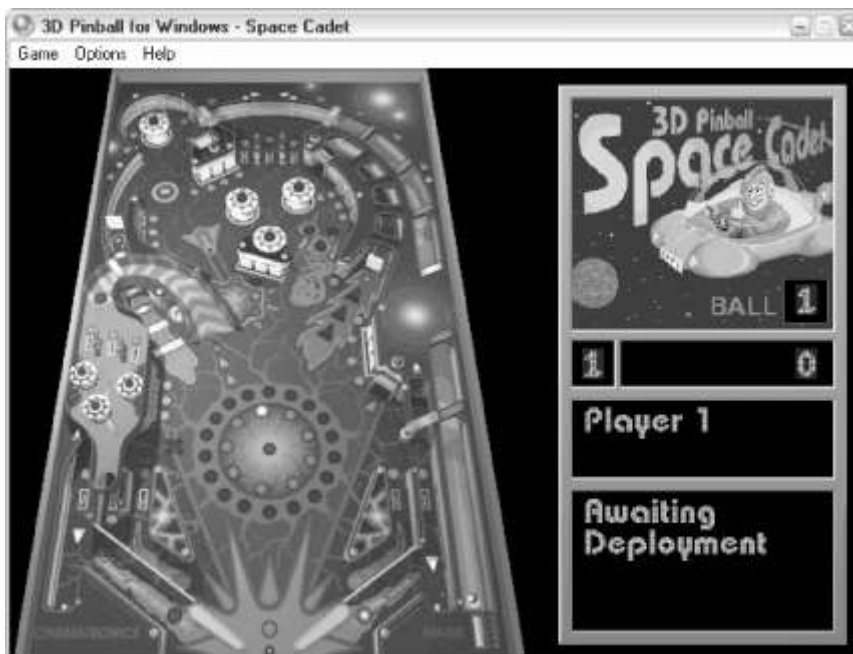 3D Pinball for Windows - Space Cadet
Game Options Help
3D Pinball
Space Cadet
BALL 1
1 0
Player 1
Awaiting
Deployment